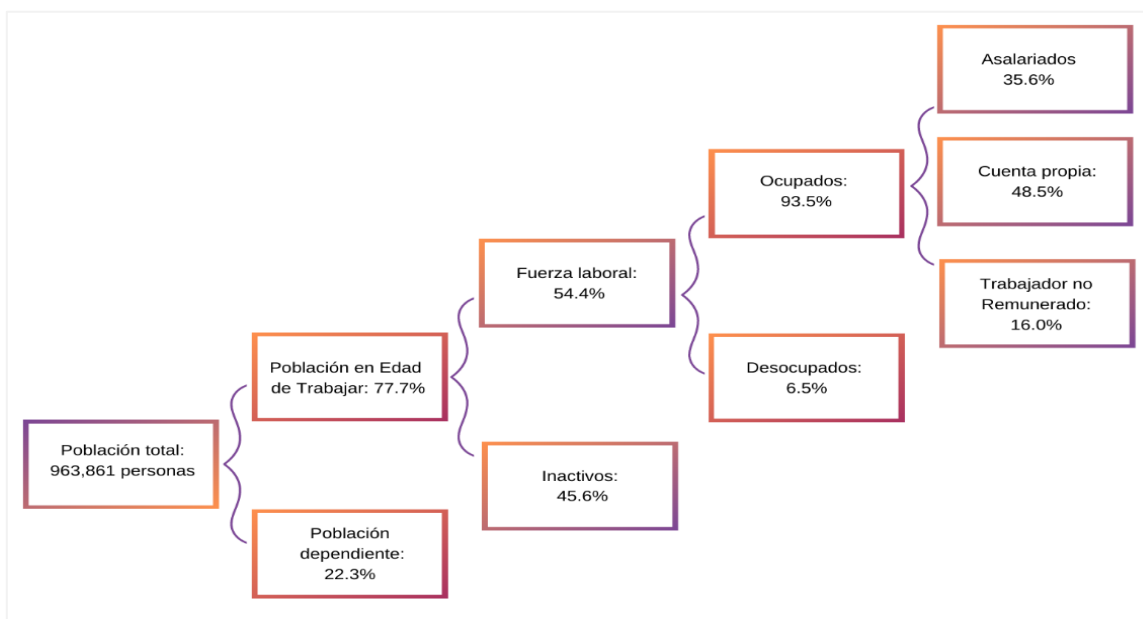 Población total:
963,861 personas
Población en Edad
de Trabajar: 77.7%
Población
dependiente:
22.3%
Fuerza laboral:
54.4%
Inactivos:
45.6%
Ocupados:
93.5%
Desocupados:
6.5%
Asalariados
35.6%
Cuenta propia:
48.5%
Trabajador no
Remunerado:
16.0%